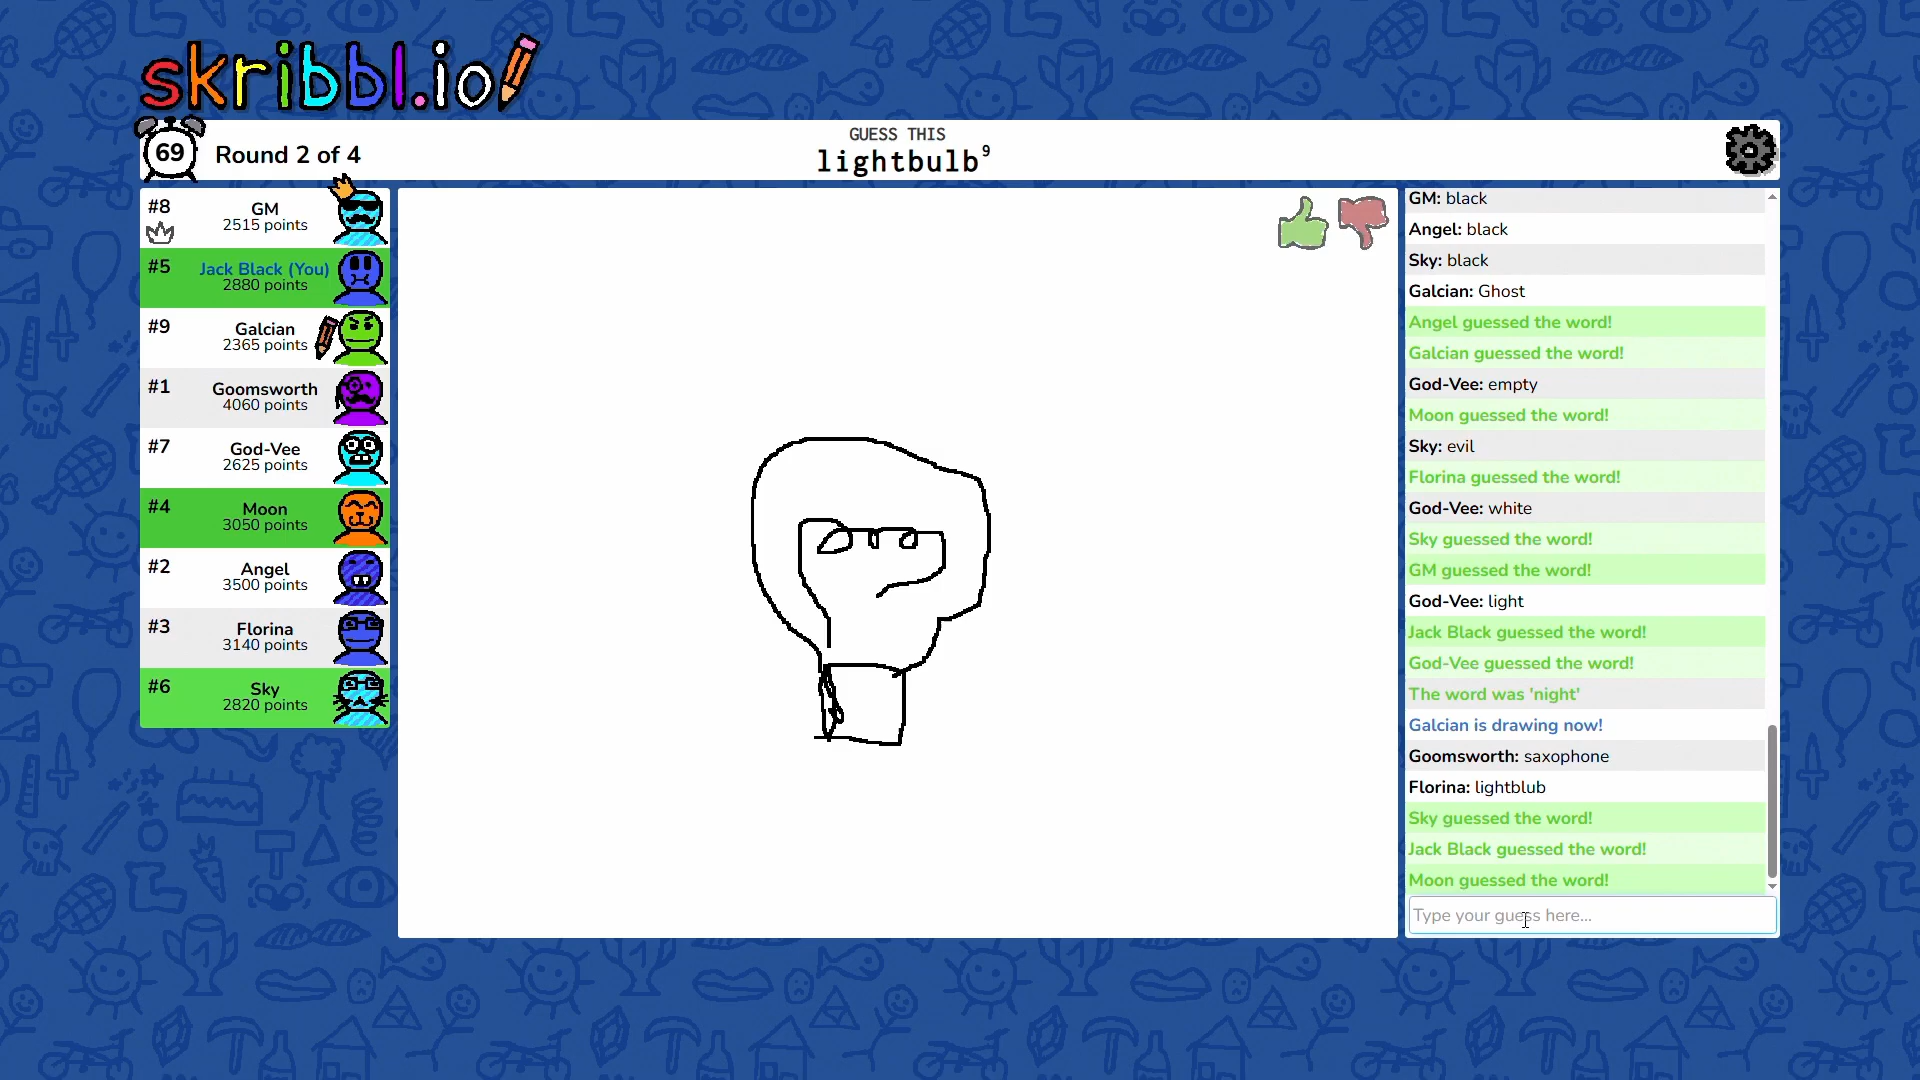 skribbl.io
69
Round 2 of 4
GUESS THIS
lightbulb9
#8
GM
2515 points
#5
Jack Black (You)
2880 points
#9
Galcian
2365 points
#1
Goomsworth
4060 points
#7
God-Vee
2625 points
#4
Moon
3050 points
#2
Angel
3500 points
#3
Florina
3140 points
#6
Sky
2820 points
GM: black
Angel: black
Sky: black
Galcian: Ghost
Angel guessed the word!
Galcian guessed the word!
God-Vee: empty
Moon guessed the word!
Sky: evil
Florina guessed the word!
God-Vee: white
Sky guessed the word!
GM guessed the word!
God-Vee: light
Jack Black guessed the word!
God-Vee guessed the word!
The word was 'night'
Galcian is drawing now!
Goomsworth: saxophone
Florina: lightblub
Sky guessed the word!
Jack Black guessed the word!
Moon guessed the word!
Type your guess here...